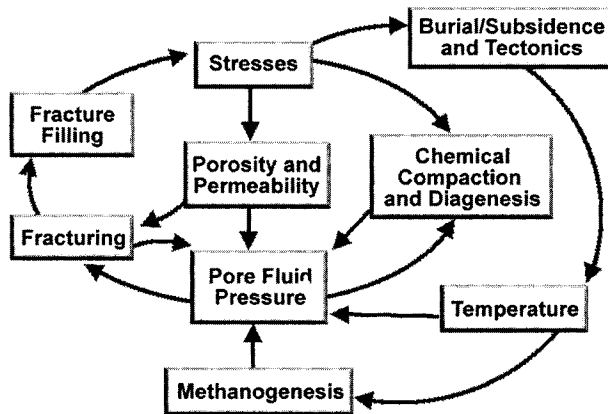 Burial/Subsidence
and Tectonics
Stresses
Fracture
Filling
Porosity and
Permeability
Chemical
Compaction
and Diagenesis
Fracturing
Pore Fluid
Pressure
Temperature
Methanogenesis